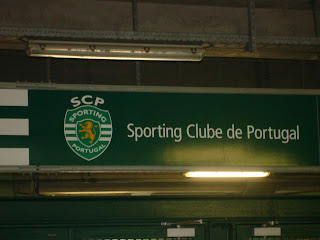 SCP
SPORTING
PORTUGAL
Sporting Clube de Portugal